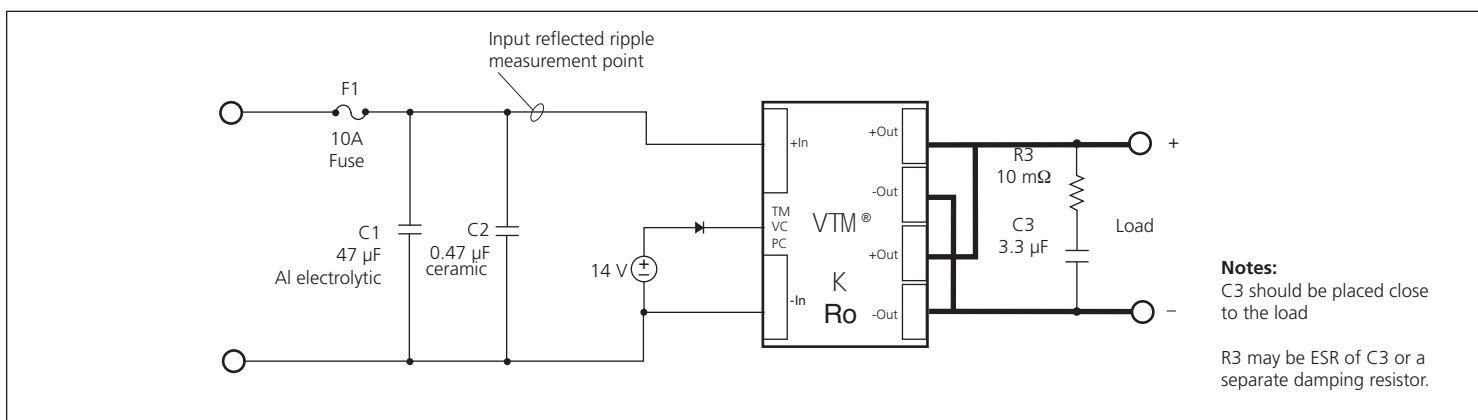 Input reflected ripple
measurement point
F1
10A
Fuse
C1
47 µF
Al electrolytic
C2
0.47 µF
ceramic
14 V
+In
TM
VC
PC
-In
VTM®
K
Ro
+Out
-Out
+Out
-Out
R3
10 mΩ
C3
3.3 µF
+
Load
–
Notes:
C3 should be placed close
to the load
R3 may be ESR of C3 or a
separate damping resistor.